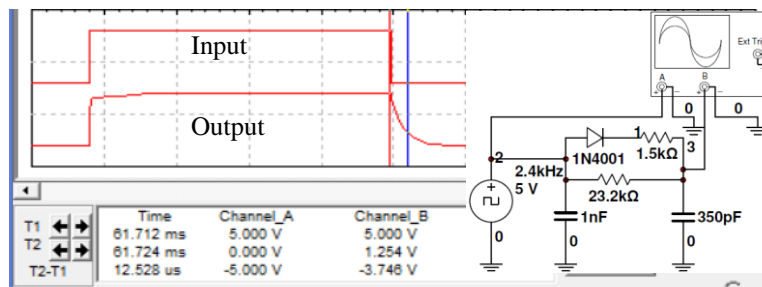 Input
Output
Ext Tri
A
B
0
0
1
1N4001
1.5kΩ
3
2
2.4kHz
5 V
23.2kΩ
1nF
350pF
0
0
0
Time Channel_A Channel_B
T1 61.712 ms 5.000 V 5.000 V
T2 61.724 ms 0.000 V 1.254 V
T2-T1 12.528 us -5.000 V -3.746 V